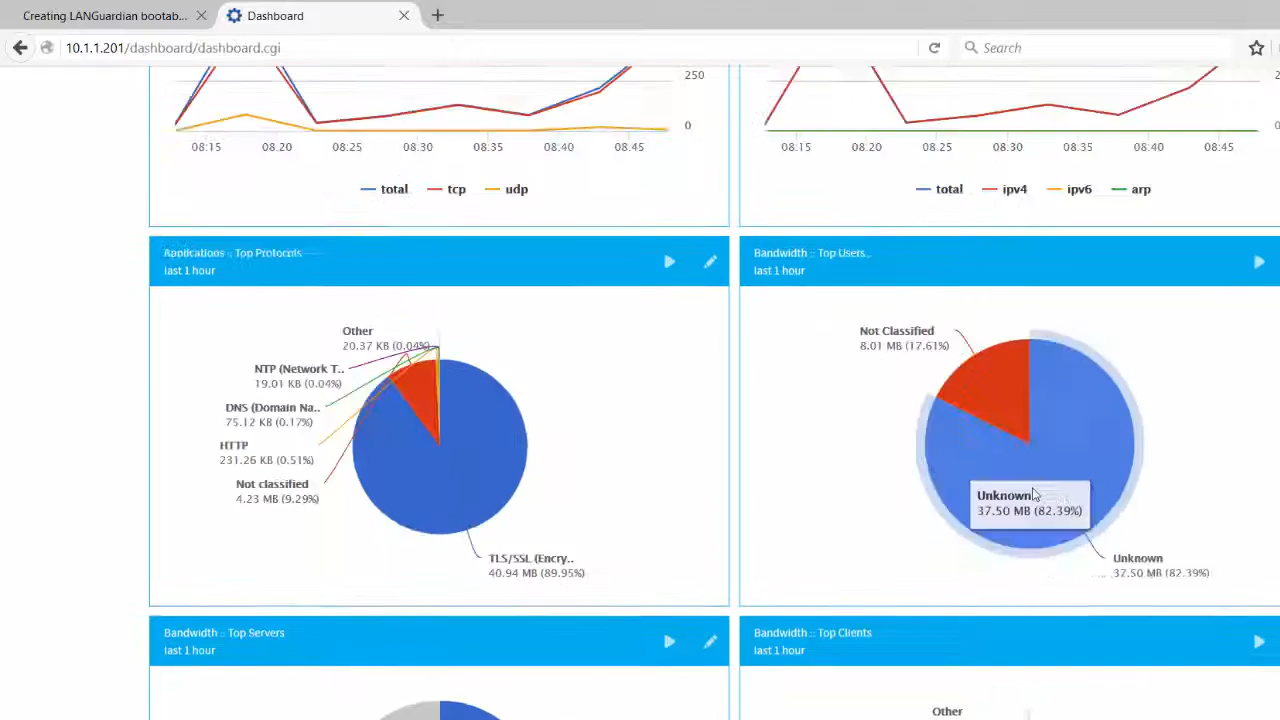 Creating LANGuardian bootab...
Dashboard
10.1.1.201/dashboard/dashboard.cgi
Search
250
0
08:15 08:20 08:25 08:30 08:35 08:40 08:45
total tcp udp
08:15 08:20 08:25 08:30 08:35 08:40 08:45
total ipv4 ipv6 arp
Applications :: Top Protocols
last 1 hour
Other
20.37 KB (0.04%)
NTP (Network T..
19.01 KB (0.04%)
DNS (Domain Na..
75.12 KB (0.17%)
HTTP
231.26 KB (0.51%)
Not classified
4.23 MB (9.29%)
TLS/SSL (Encry..
40.94 MB (89.95%)
Bandwidth :: Top Users
last 1 hour
Not Classified
8.01 MB (17.61%)
Unknown
37.50 MB (82.39%)
Unknown
37.50 MB (82.39%)
Bandwidth :: Top Servers
last 1 hour
Bandwidth :: Top Clients
last 1 hour
Other